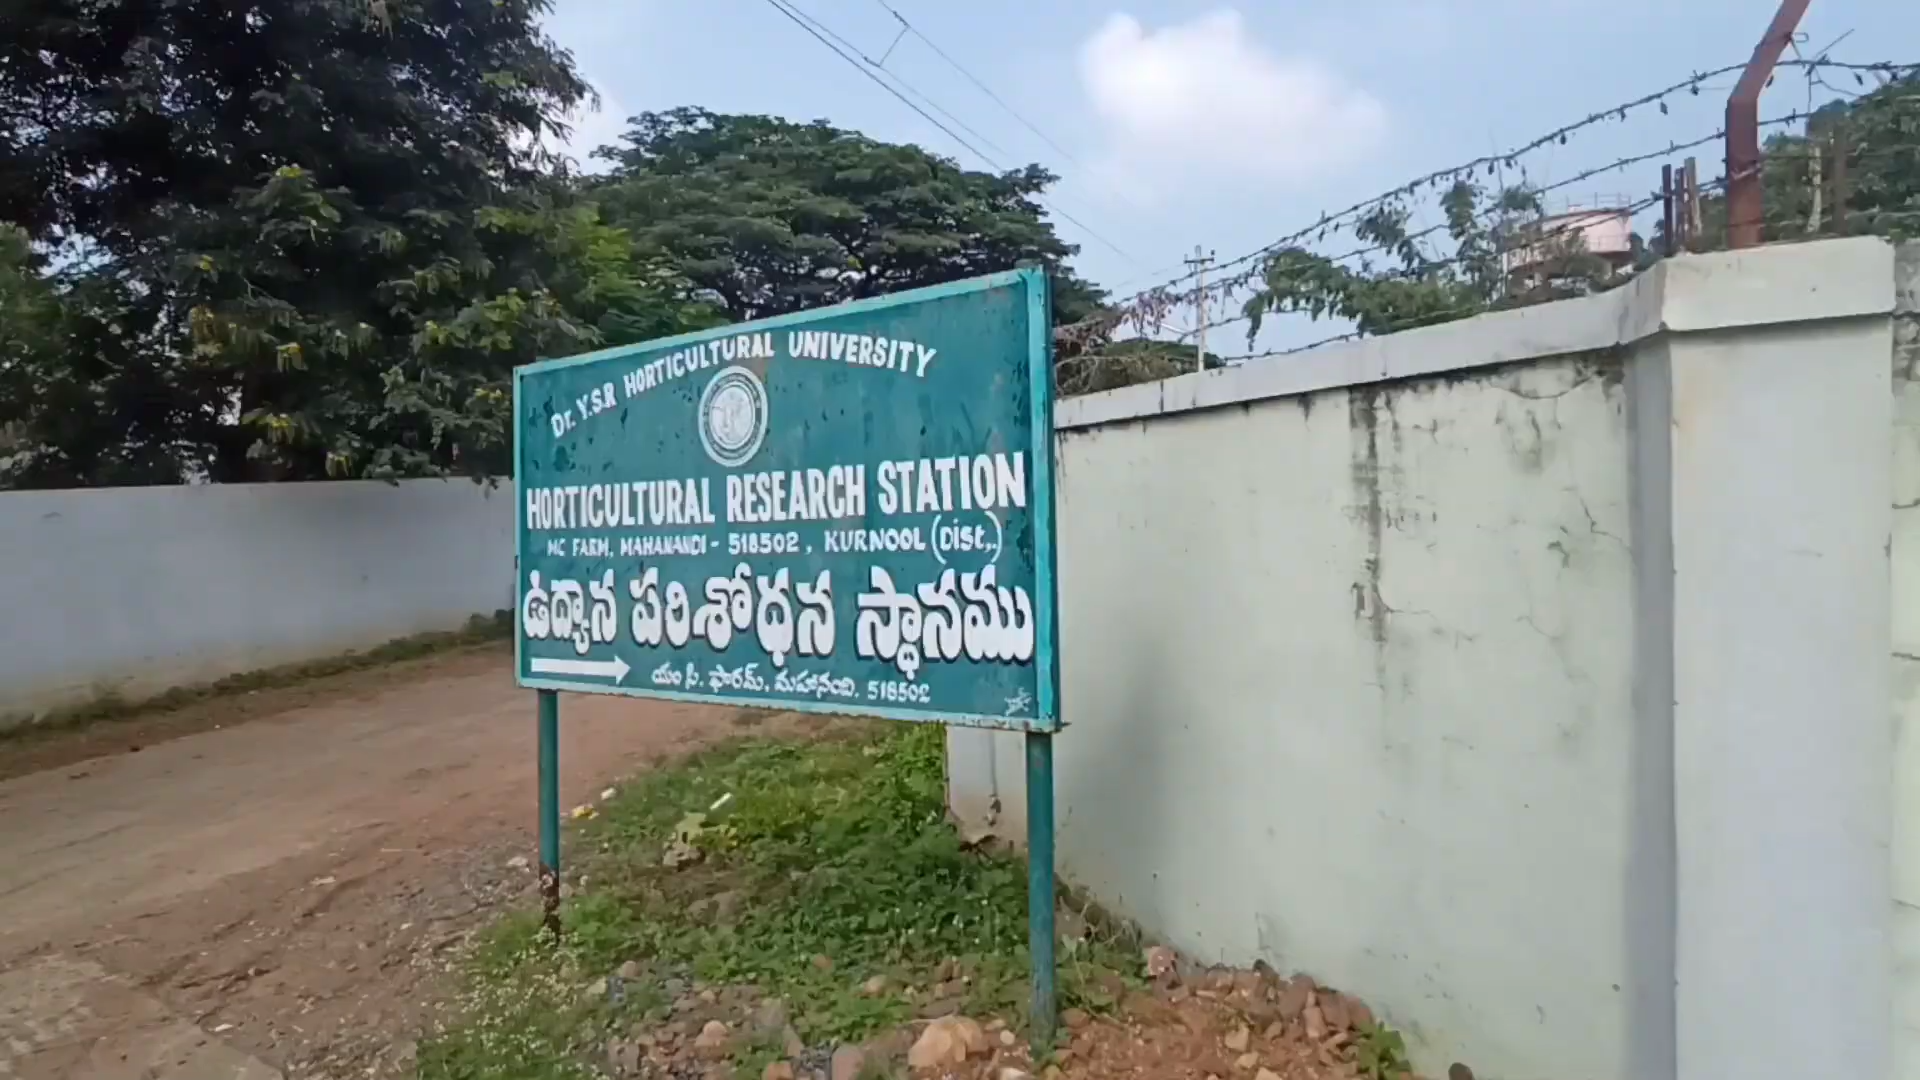 Dr. Y.S.R HORTICULTURAL UNIVERSITY
HORTICULTURAL RESEARCH STATION
MC FARM, MAHANANDI - 518502, KURNOOL (Dist,.)
ఉద్యాన పరిశోధన స్థానము
యం సి. ఫారమ్, మహానంది. 518502